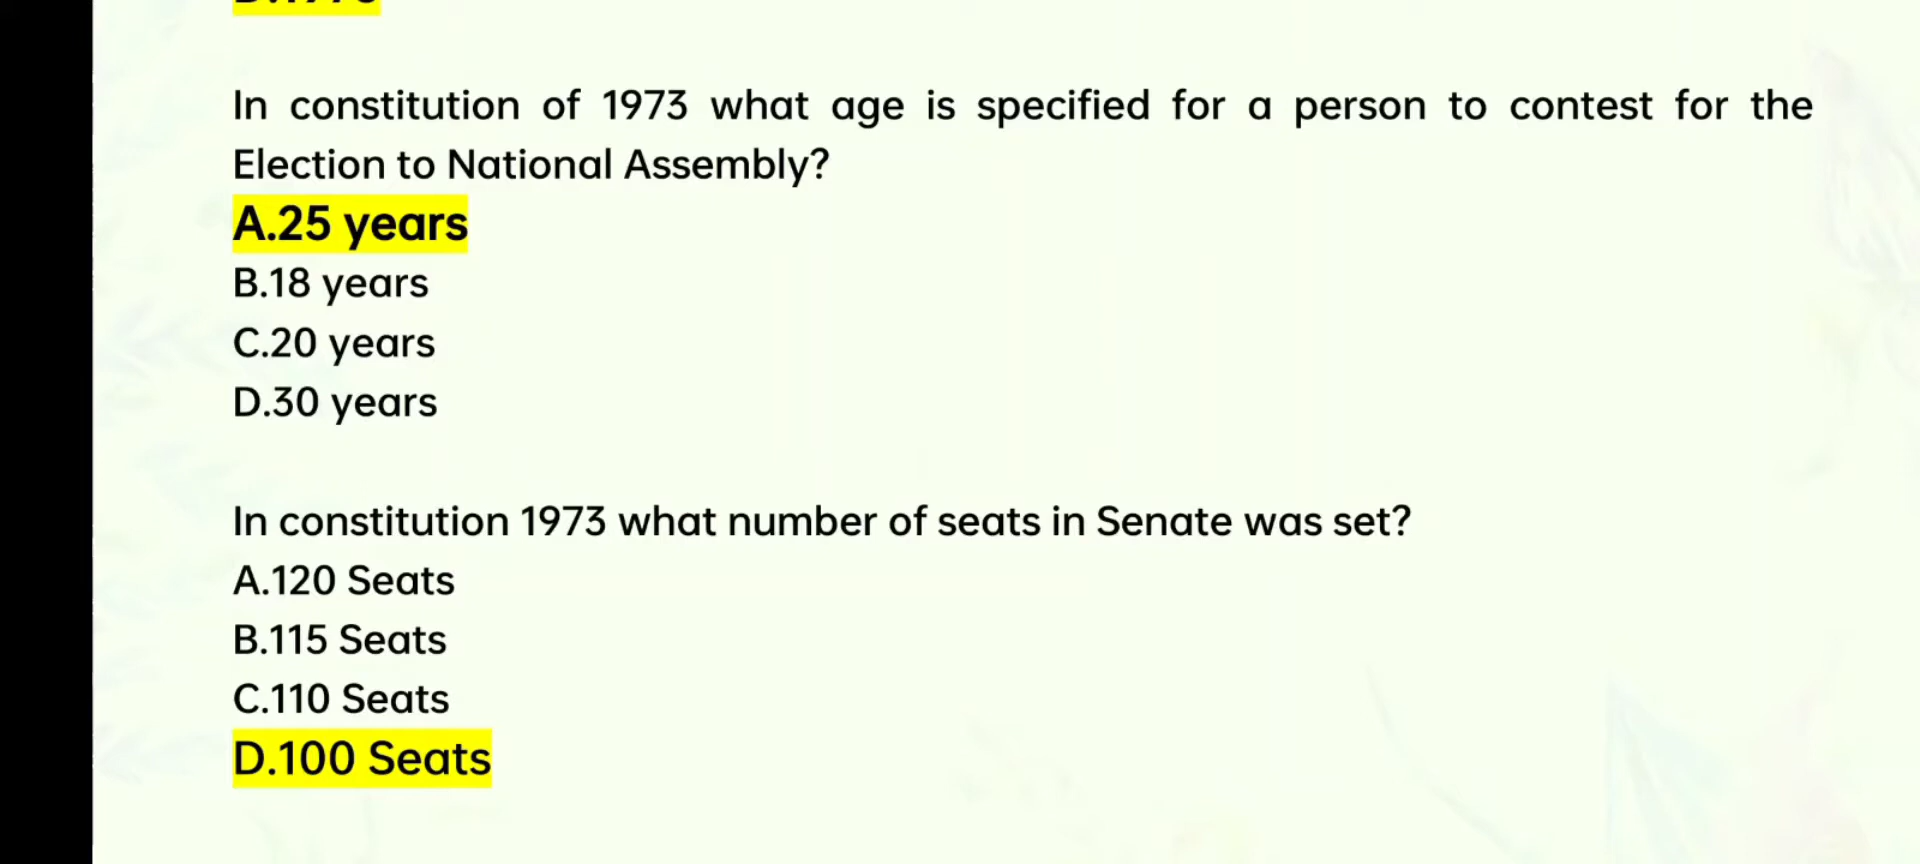 In constitution of 1973 what age is specified for a person to contest for the
Election to National Assembly?
A.25 years
B.18 years
C.20 years
D.30 years
In constitution 1973 what number of seats in Senate was set?
A.120 Seats
B.115 Seats
C.110 Seats
D.100 Seats